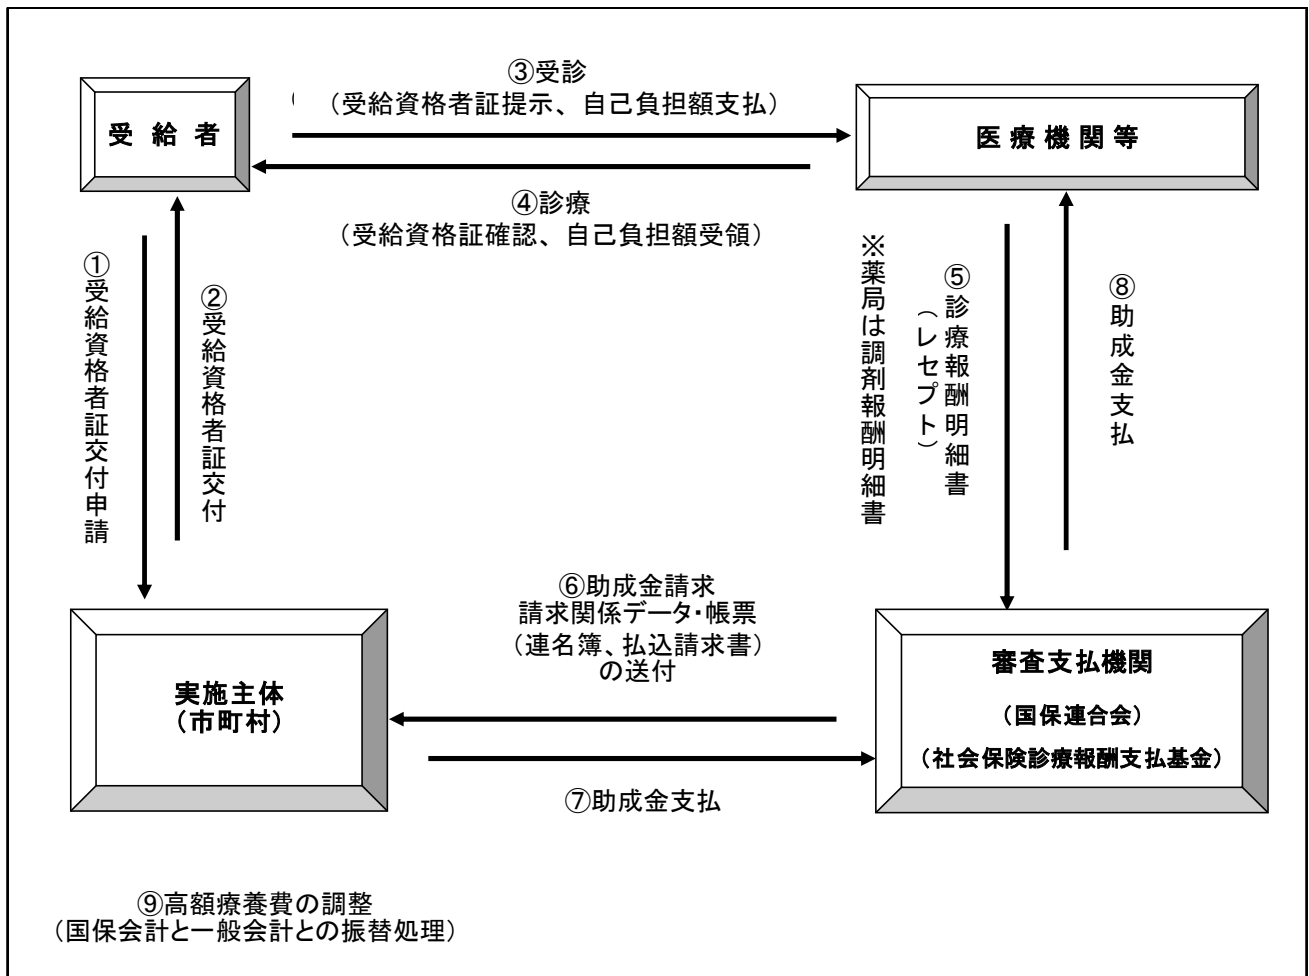 ③受診
（受給資格者証提示、自己負担額支払）
受給者
医療機関等
④診療
（受給資格証確認、自己負担額受領）
①受給資格者証交付申請
②受給資格者証交付
※薬局は調剤報酬明細書
⑤診療報酬明細書
（レセプト）
⑧助成金支払
⑥助成金請求
請求関係データ・帳票
（連名簿、払込請求書）
の送付
実施主体
（市町村）
審査支払機関
（国保連合会）
（社会保険診療報酬支払基金）
⑦助成金支払
⑨高額療養費の調整
（国保会計と一般会計との振替処理）